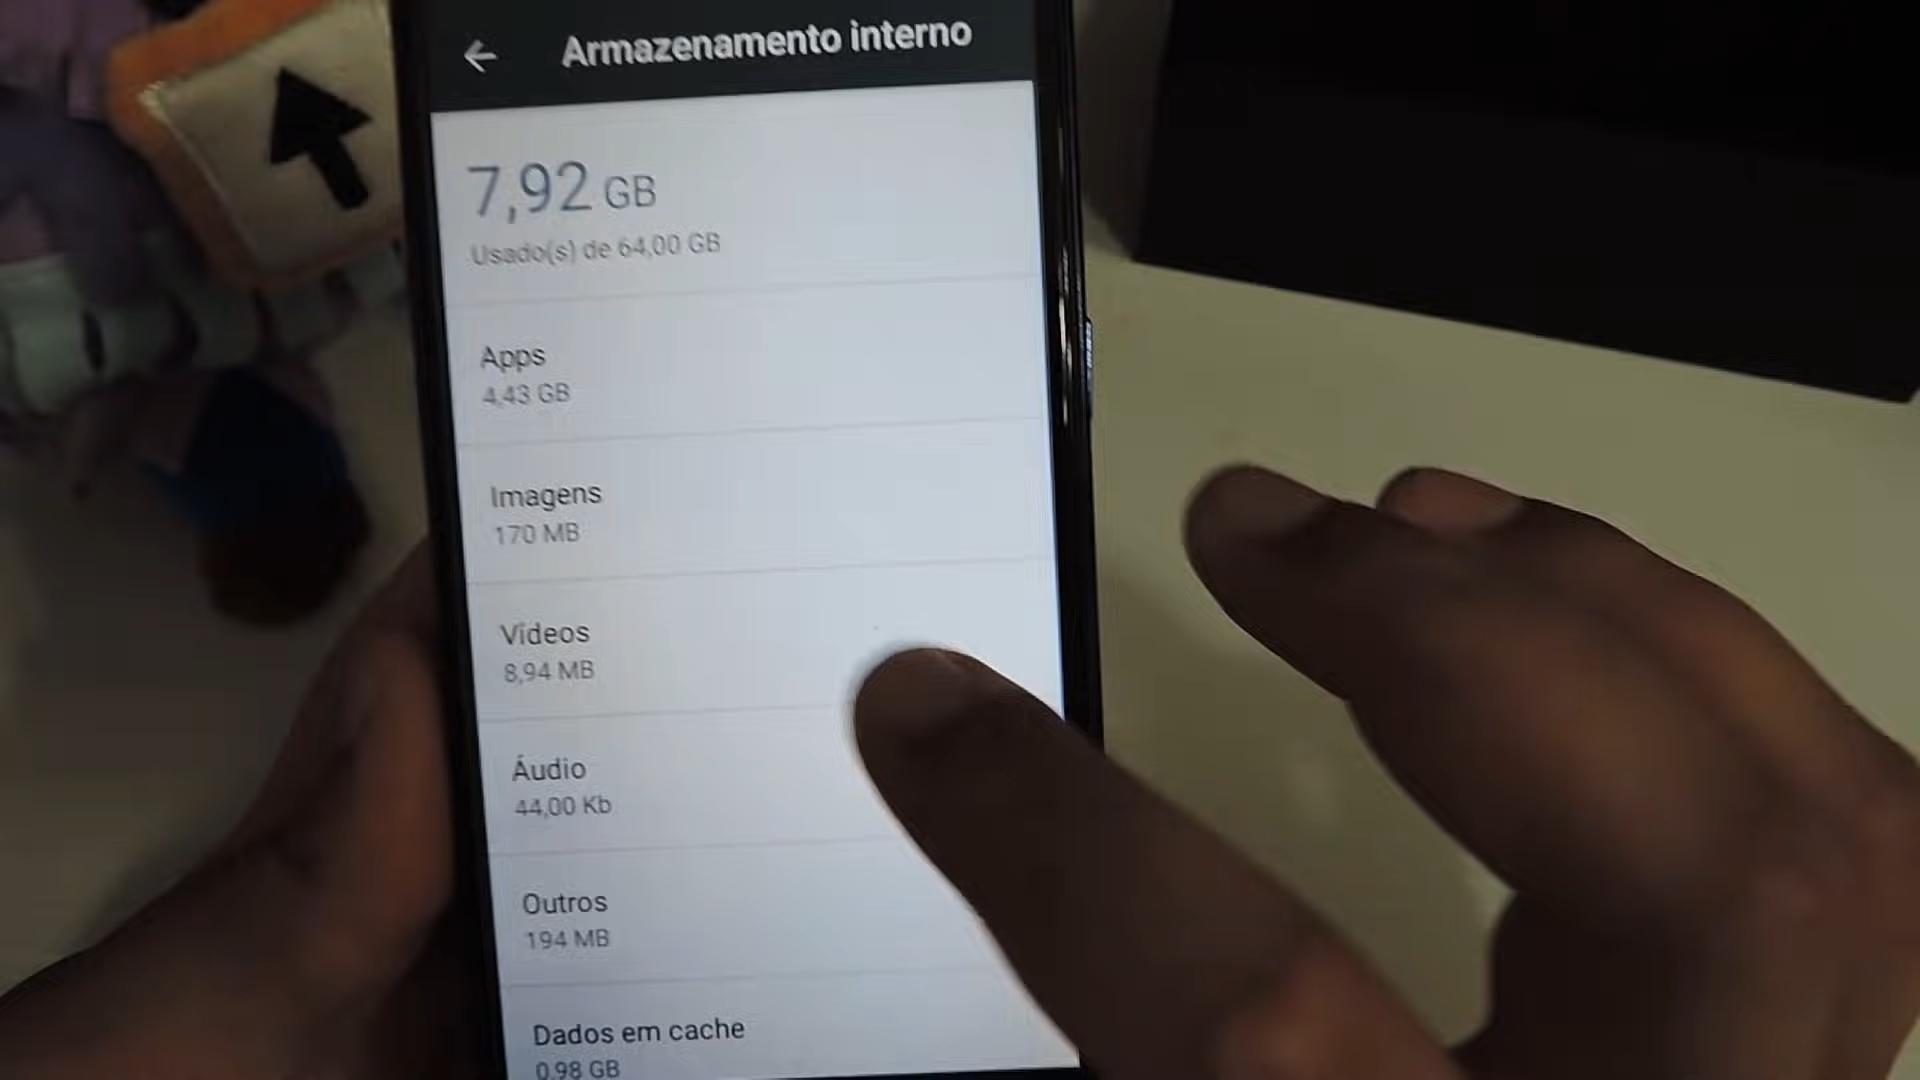 Armazenamento interno
7,92 GB
Usado(s) de 64,00 GB
Apps
4,43 GB
Imagens
170 MB
Vídeos
8,94 MB
Áudio
44,00 Kb
Outros
194 MB
Dados em cache
0,98 GB